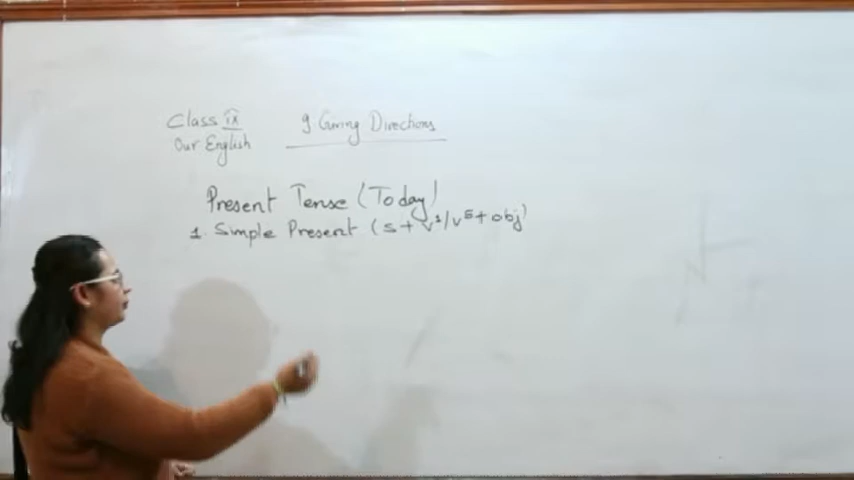 Class IX 9 Giving Directions
Our English
Present Tense (Today)
1. Simple Present (s + v¹/v⁵ + obj)